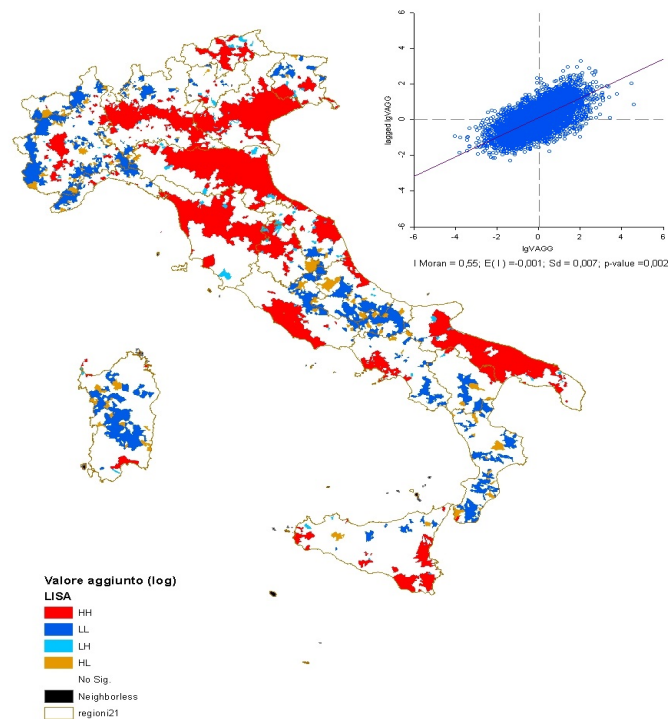 6
4
2
0
-2
-4
-6
lagged lgVAGG
-6 -4 -2 0 2 4 6
lgVAGG
I Moran = 0,55; E( I ) =-0,001; Sd = 0,007; p-value =0,002
Valore aggiunto (log)
LISA
HH
LL
LH
HL
No Sig.
Neighborless
regioni21